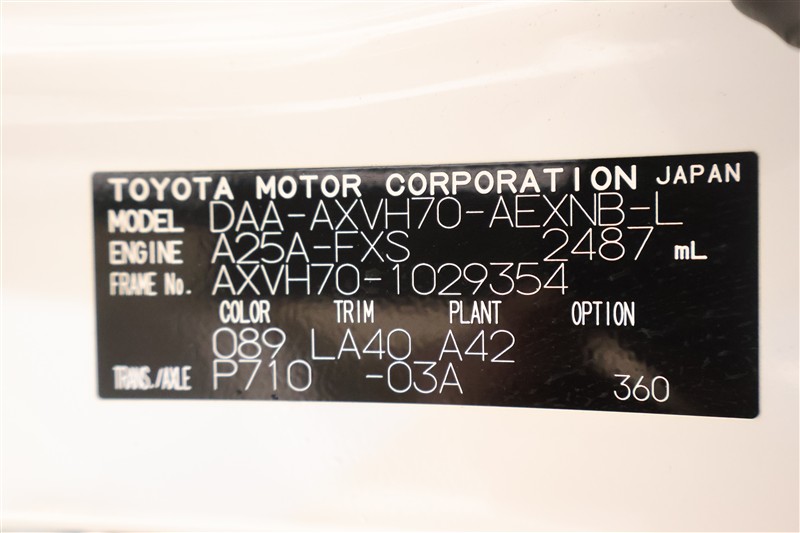 TOYOTA MOTOR CORPORATION JAPAN
MODEL DAA-AXVH70-AEXNB-L
ENGINE A25A-FXS 2487 mL
FRAME No. AXVH70-1029354
COLOR TRIM PLANT OPTION
089 LA40 A42
TRANS./AXLE P710 -03A 360